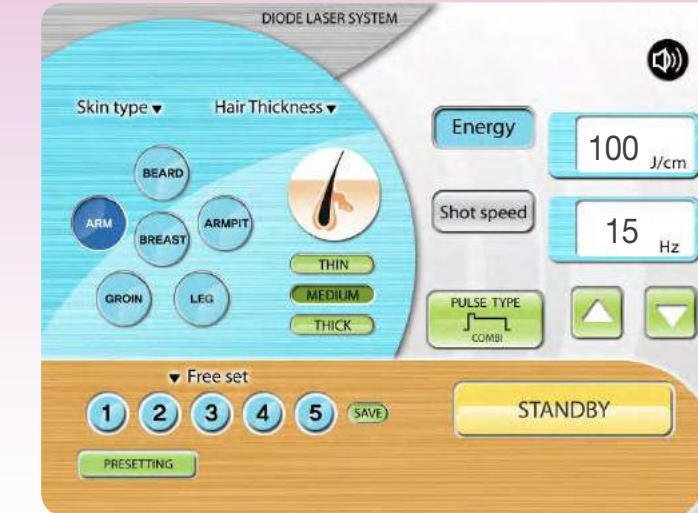 DIODE LASER SYSTEM
Skin type ▼
Hair Thickness ▼
BEARD
ARM
BREAST
ARMPIT
GROIN
LEG
THIN
MEDIUM
THICK
Energy
100 J/cm
Shot speed
15 Hz
PULSE TYPE
COMBI
▼ Free set
1 2 3 4 5 SAVE
PRESETTING
STANDBY